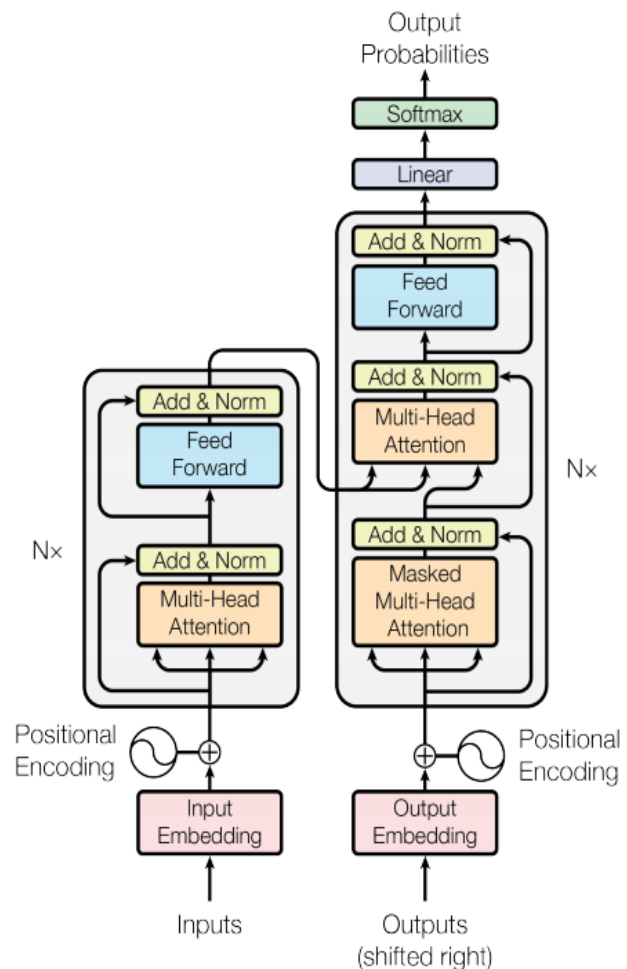 Output
Probabilities
Softmax
Linear
Add & Norm
Feed
Forward
Add & Norm
Multi-Head
Attention
Add & Norm
Masked
Multi-Head
Attention
N×
Add & Norm
Feed
Forward
Add & Norm
Multi-Head
Attention
N×
Positional
Encoding
Positional
Encoding
Input
Embedding
Output
Embedding
Inputs
Outputs
(shifted right)